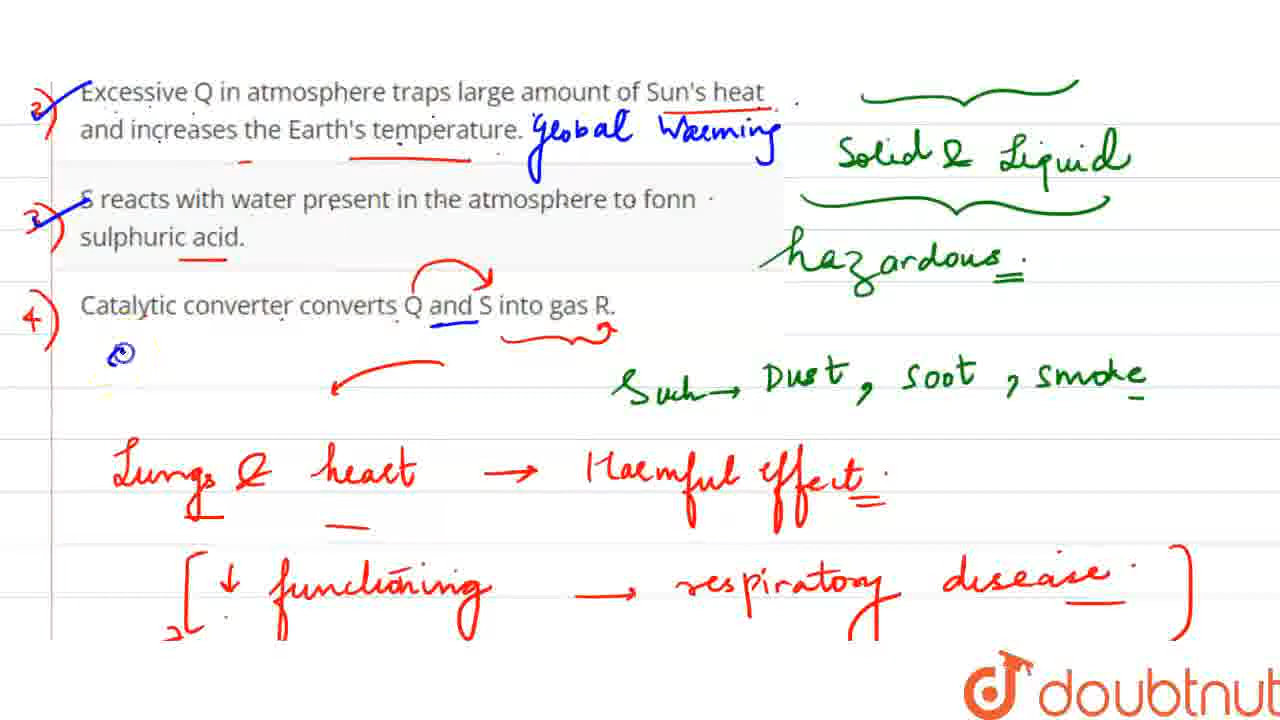 2) Excessive Q in atmosphere traps large amount of Sun's heat
and increases the Earth's temperature. Global Warming
3) S reacts with water present in the atmosphere to fonn
sulphuric acid.
4) Catalytic converter converts Q and S into gas R.
Solid & Liquid
hazardous.
Such → Dust, Soot, Smoke
Lungs & heart → Harmful effect.
[↓ functioning → respiratory disease.]
doubtnut